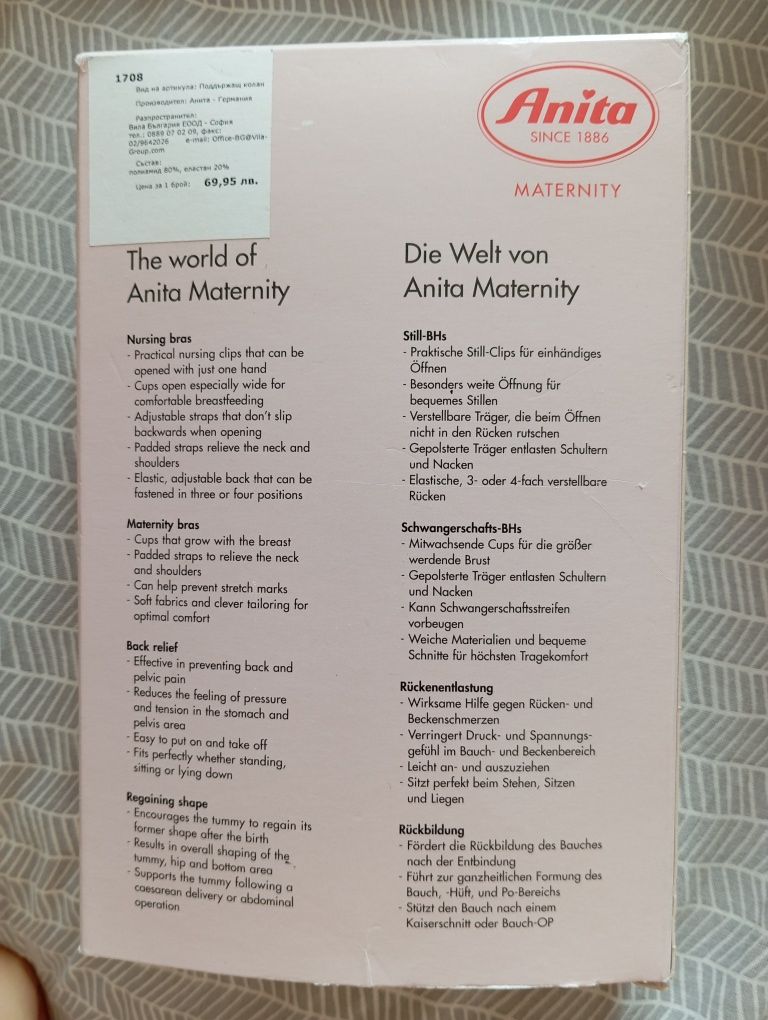 1708
Вид на артикула: Поддържащ колан
Производител: Анита - Германия
Разпространител:
Вила България ЕООД - София
тел.: 0889 07 02 09, факс:
02/9642026 e-mail: Office-BG@Vila-
Group.com
Състав:
полиамид 80%, еластан 20%
Цена за 1 брой: 69,95 лв.
Anita
SINCE 1886
MATERNITY
The world of
Anita Maternity
Nursing bras
- Practical nursing clips that can be
opened with just one hand
- Cups open especially wide for
comfortable breastfeeding
- Adjustable straps that don't slip
backwards when opening
- Padded straps relieve the neck and
shoulders
- Elastic, adjustable back that can be
fastened in three or four positions
Maternity bras
- Cups that grow with the breast
- Padded straps to relieve the neck
and shoulders
- Can help prevent stretch marks
- Soft fabrics and clever tailoring for
optimal comfort
Back relief
- Effective in preventing back and
pelvic pain
- Reduces the feeling of pressure
and tension in the stomach and
pelvis area
- Easy to put on and take off
- Fits perfectly whether standing,
sitting or lying down
Regaining shape
- Encourages the tummy to regain its
former shape after the birth
- Results in overall shaping of the
tummy, hip and bottom area
- Supports the tummy following a
caesarean delivery or abdominal
operation
Die Welt von
Anita Maternity
Still-BHs
- Praktische Still-Clips für einhändiges
Öffnen
- Besonders weite Öffnung für
bequemes Stillen
- Verstellbare Träger, die beim Öffnen
nicht in den Rücken rutschen
- Gepolsterte Träger entlasten Schultern
und Nacken
- Elastische, 3- oder 4-fach verstellbare
Rücken
Schwangerschafts-BHs
- Mitwachsende Cups für die größer
werdende Brust
- Gepolsterte Träger entlasten Schultern
und Nacken
- Kann Schwangerschaftsstreifen
vorbeugen
- Weiche Materialien und bequeme
Schnitte für höchsten Tragekomfort
Rückenentlastung
- Wirksame Hilfe gegen Rücken- und
Beckenschmerzen
- Verringert Druck- und Spannungs-
gefühl im Bauch- und Beckenbereich
- Leicht an- und auszuziehen
- Sitzt perfekt beim Stehen, Sitzen
und Liegen
Rückbildung
- Fördert die Rückbildung des Bauches
nach der Entbindung
- Führt zur ganzheitlichen Formung des
Bauch, -Hüft, und Po-Bereichs
- Stützt den Bauch nach einem
Kaiserschnitt oder Bauch-OP